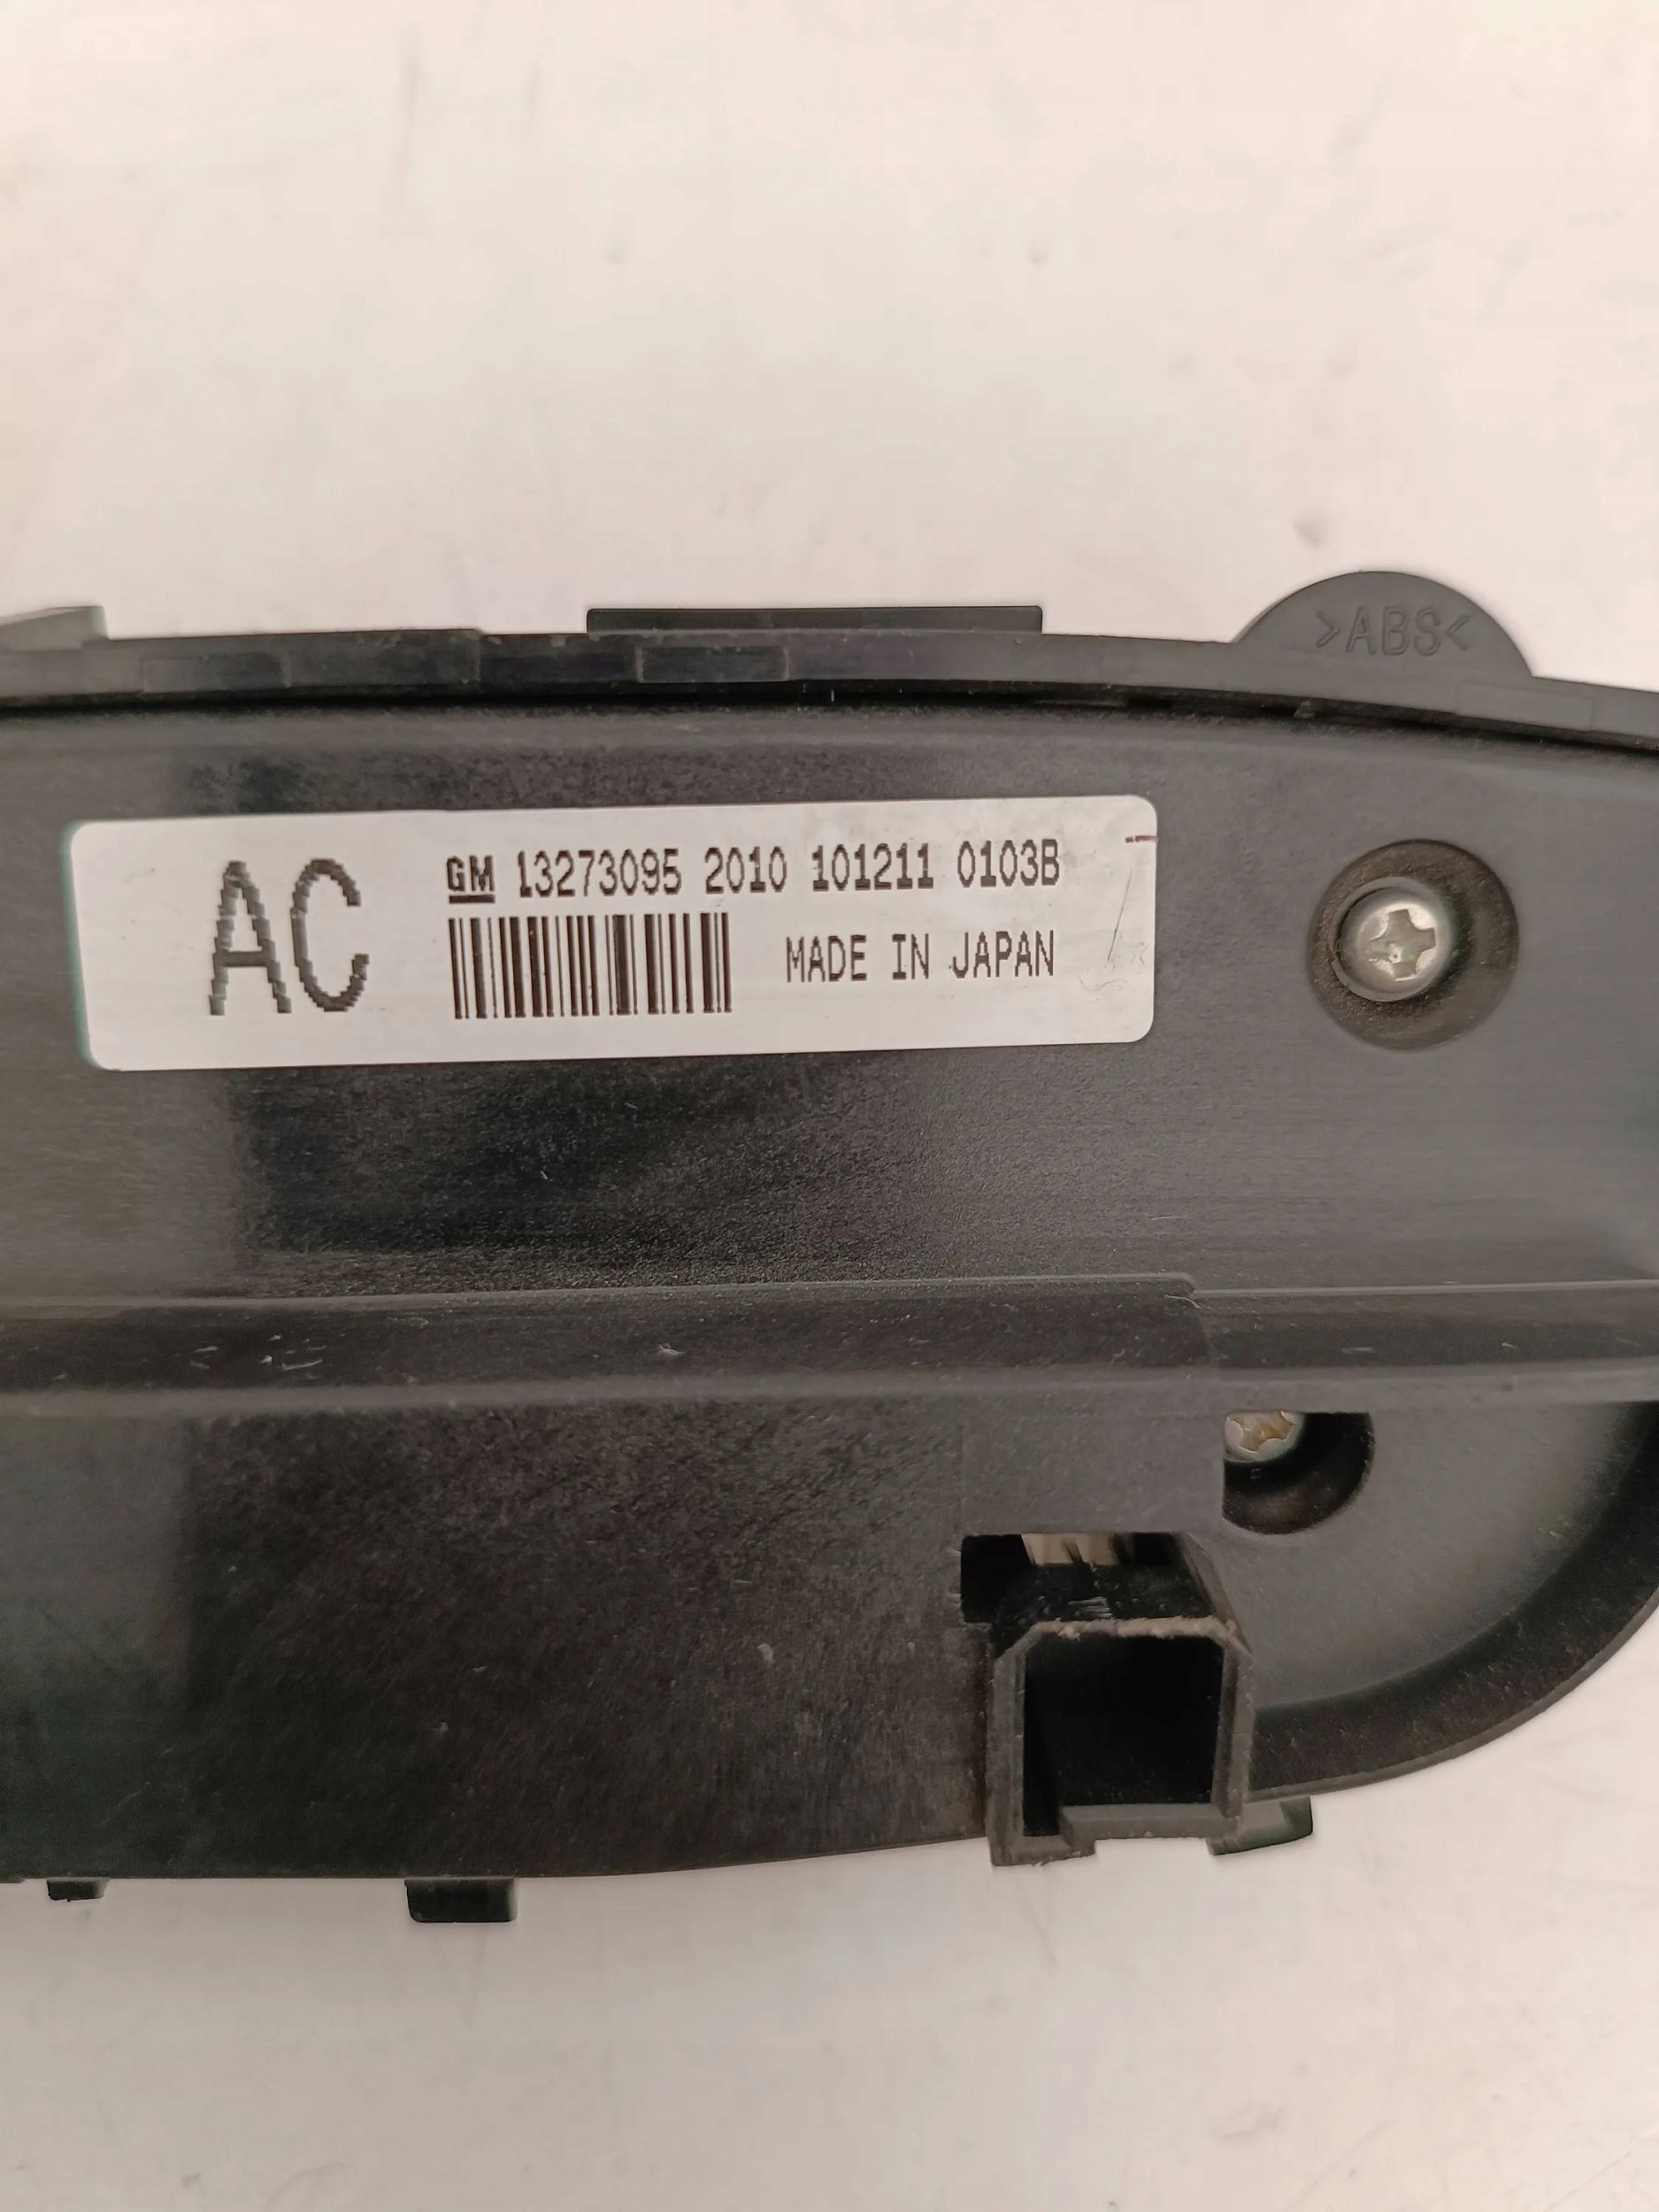 >ABS<
AC
GM 13273095 2010 101211 0103B
MADE IN JAPAN